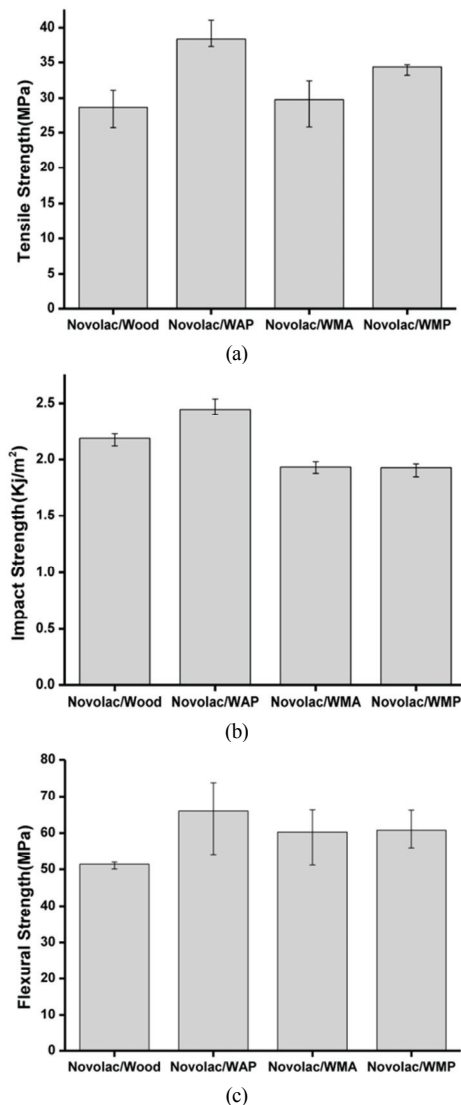 Tensile Strength(MPa)
40
35
30
25
20
15
10
5
0
Novolac/Wood Novolac/WAP Novolac/WMA Novolac/WMP
(a)
Impact Strength(Kj/m²)
2.5
2.0
1.5
1.0
0.5
0.0
Novolac/Wood Novolac/WAP Novolac/WMA Novolac/WMP
(b)
Flexural Strength(MPa)
80
70
60
50
40
30
20
10
0
Novolac/Wood Novolac/WAP Novolac/WMA Novolac/WMP
(c)